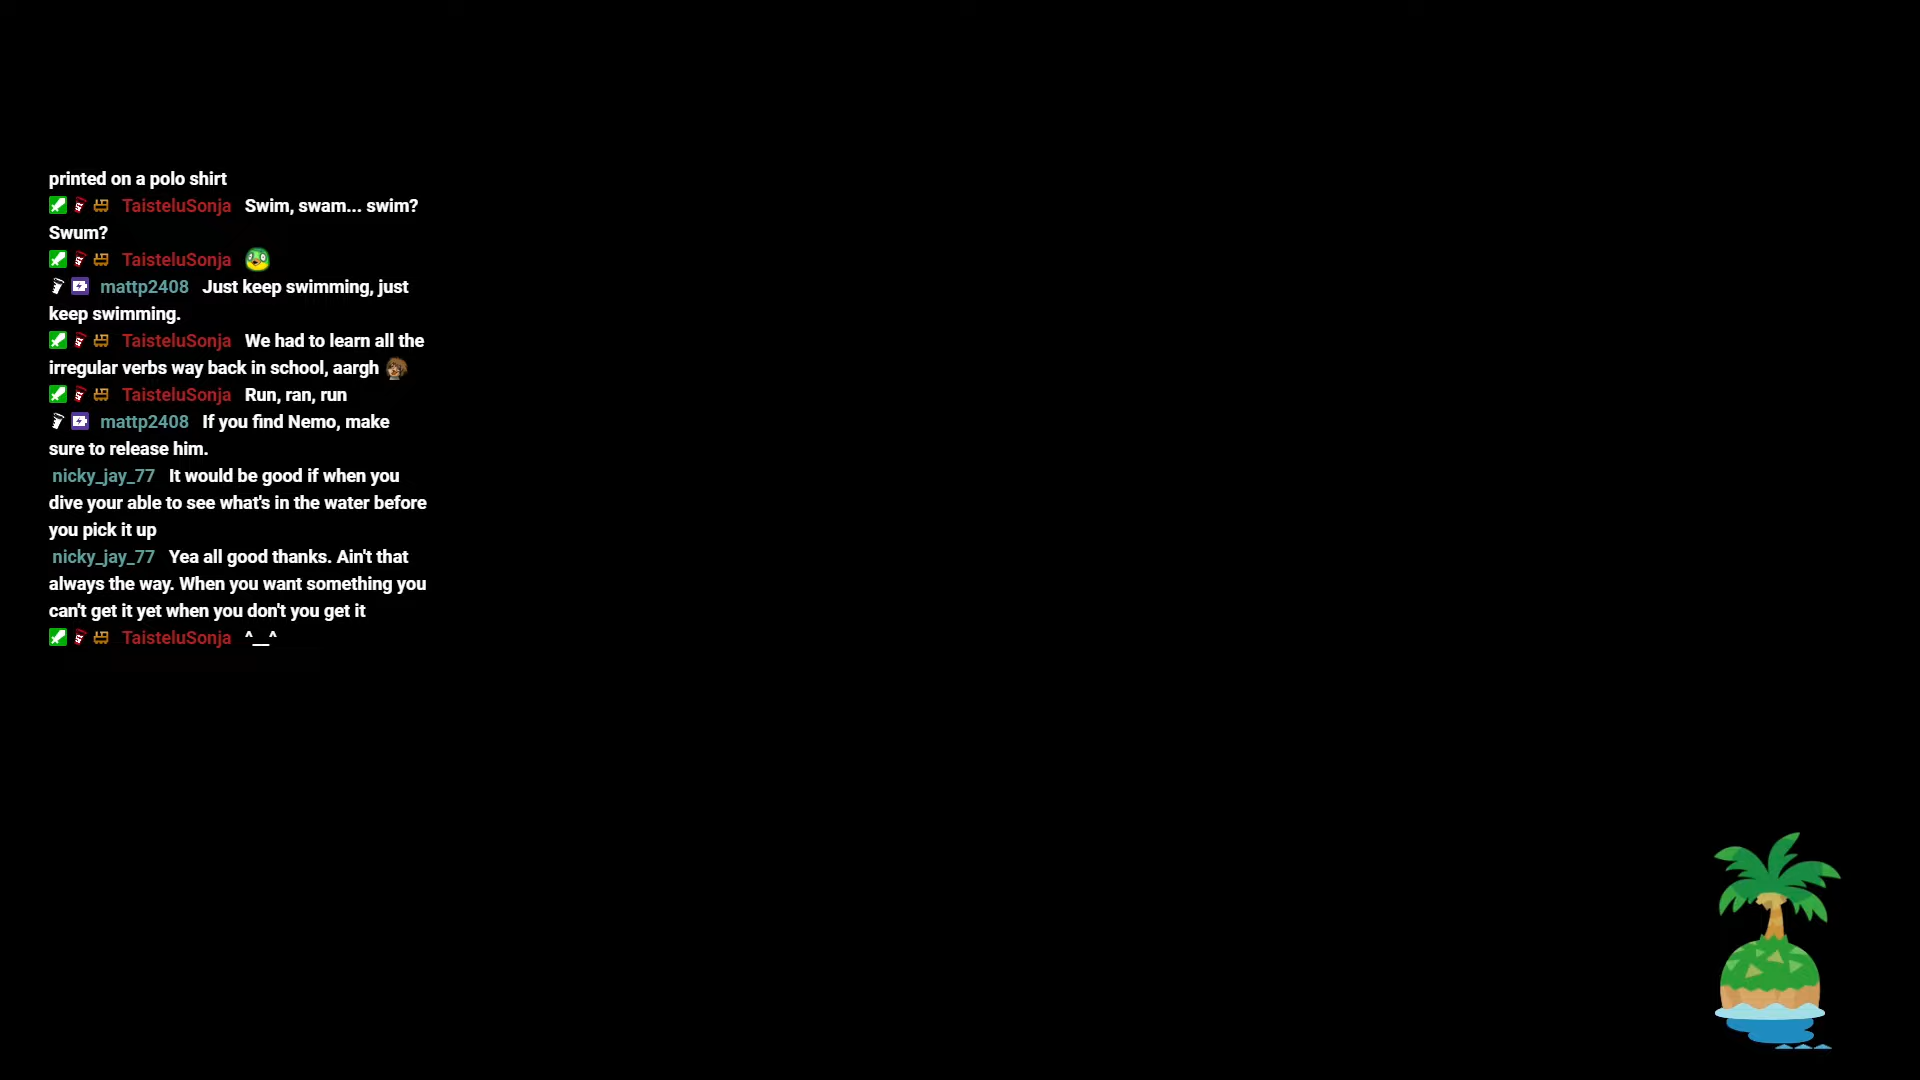 printed on a polo shirt
TaisteluSonja Swim, swam... swim?
Swum?
TaisteluSonja
mattp2408 Just keep swimming, just
keep swimming.
TaisteluSonja We had to learn all the
irregular verbs way back in school, aargh
TaisteluSonja Run, ran, run
mattp2408 If you find Nemo, make
sure to release him.
nicky_jay_77 It would be good if when you
dive your able to see what's in the water before
you pick it up
nicky_jay_77 Yea all good thanks. Ain't that
always the way. When you want something you
can't get it yet when you don't you get it
TaisteluSonja ^__^